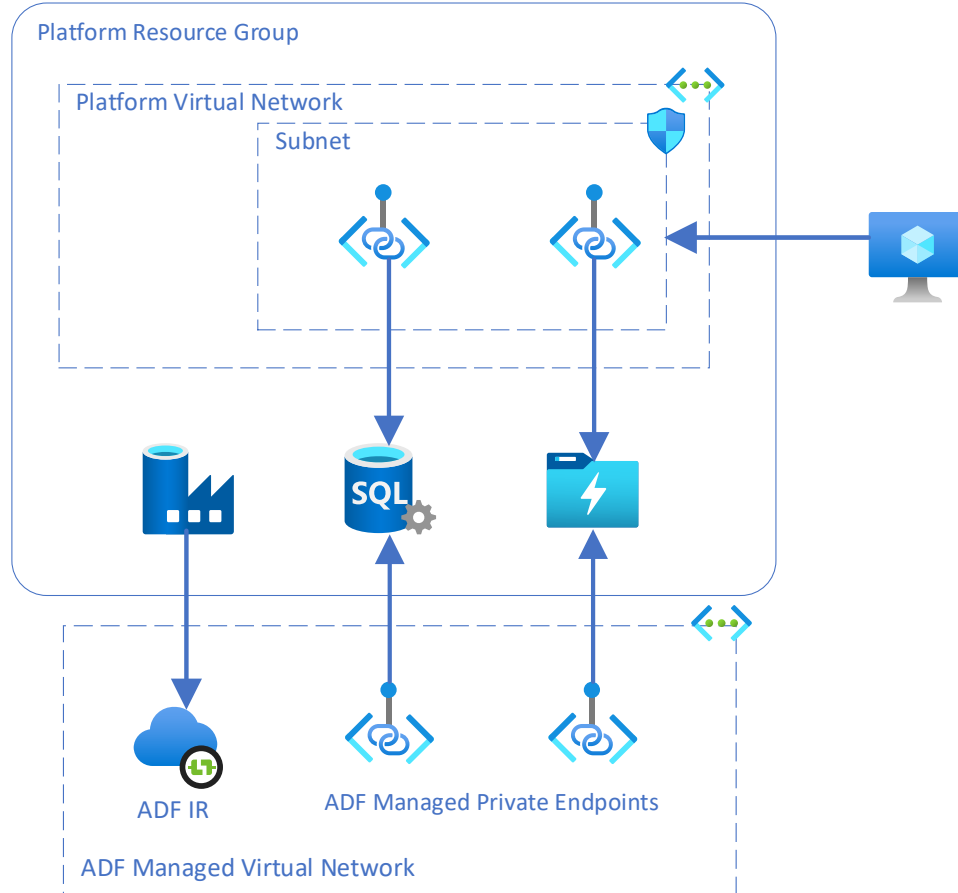 Platform Resource Group
Platform Virtual Network
Subnet
SQL
ADF IR
ADF Managed Private Endpoints
ADF Managed Virtual Network